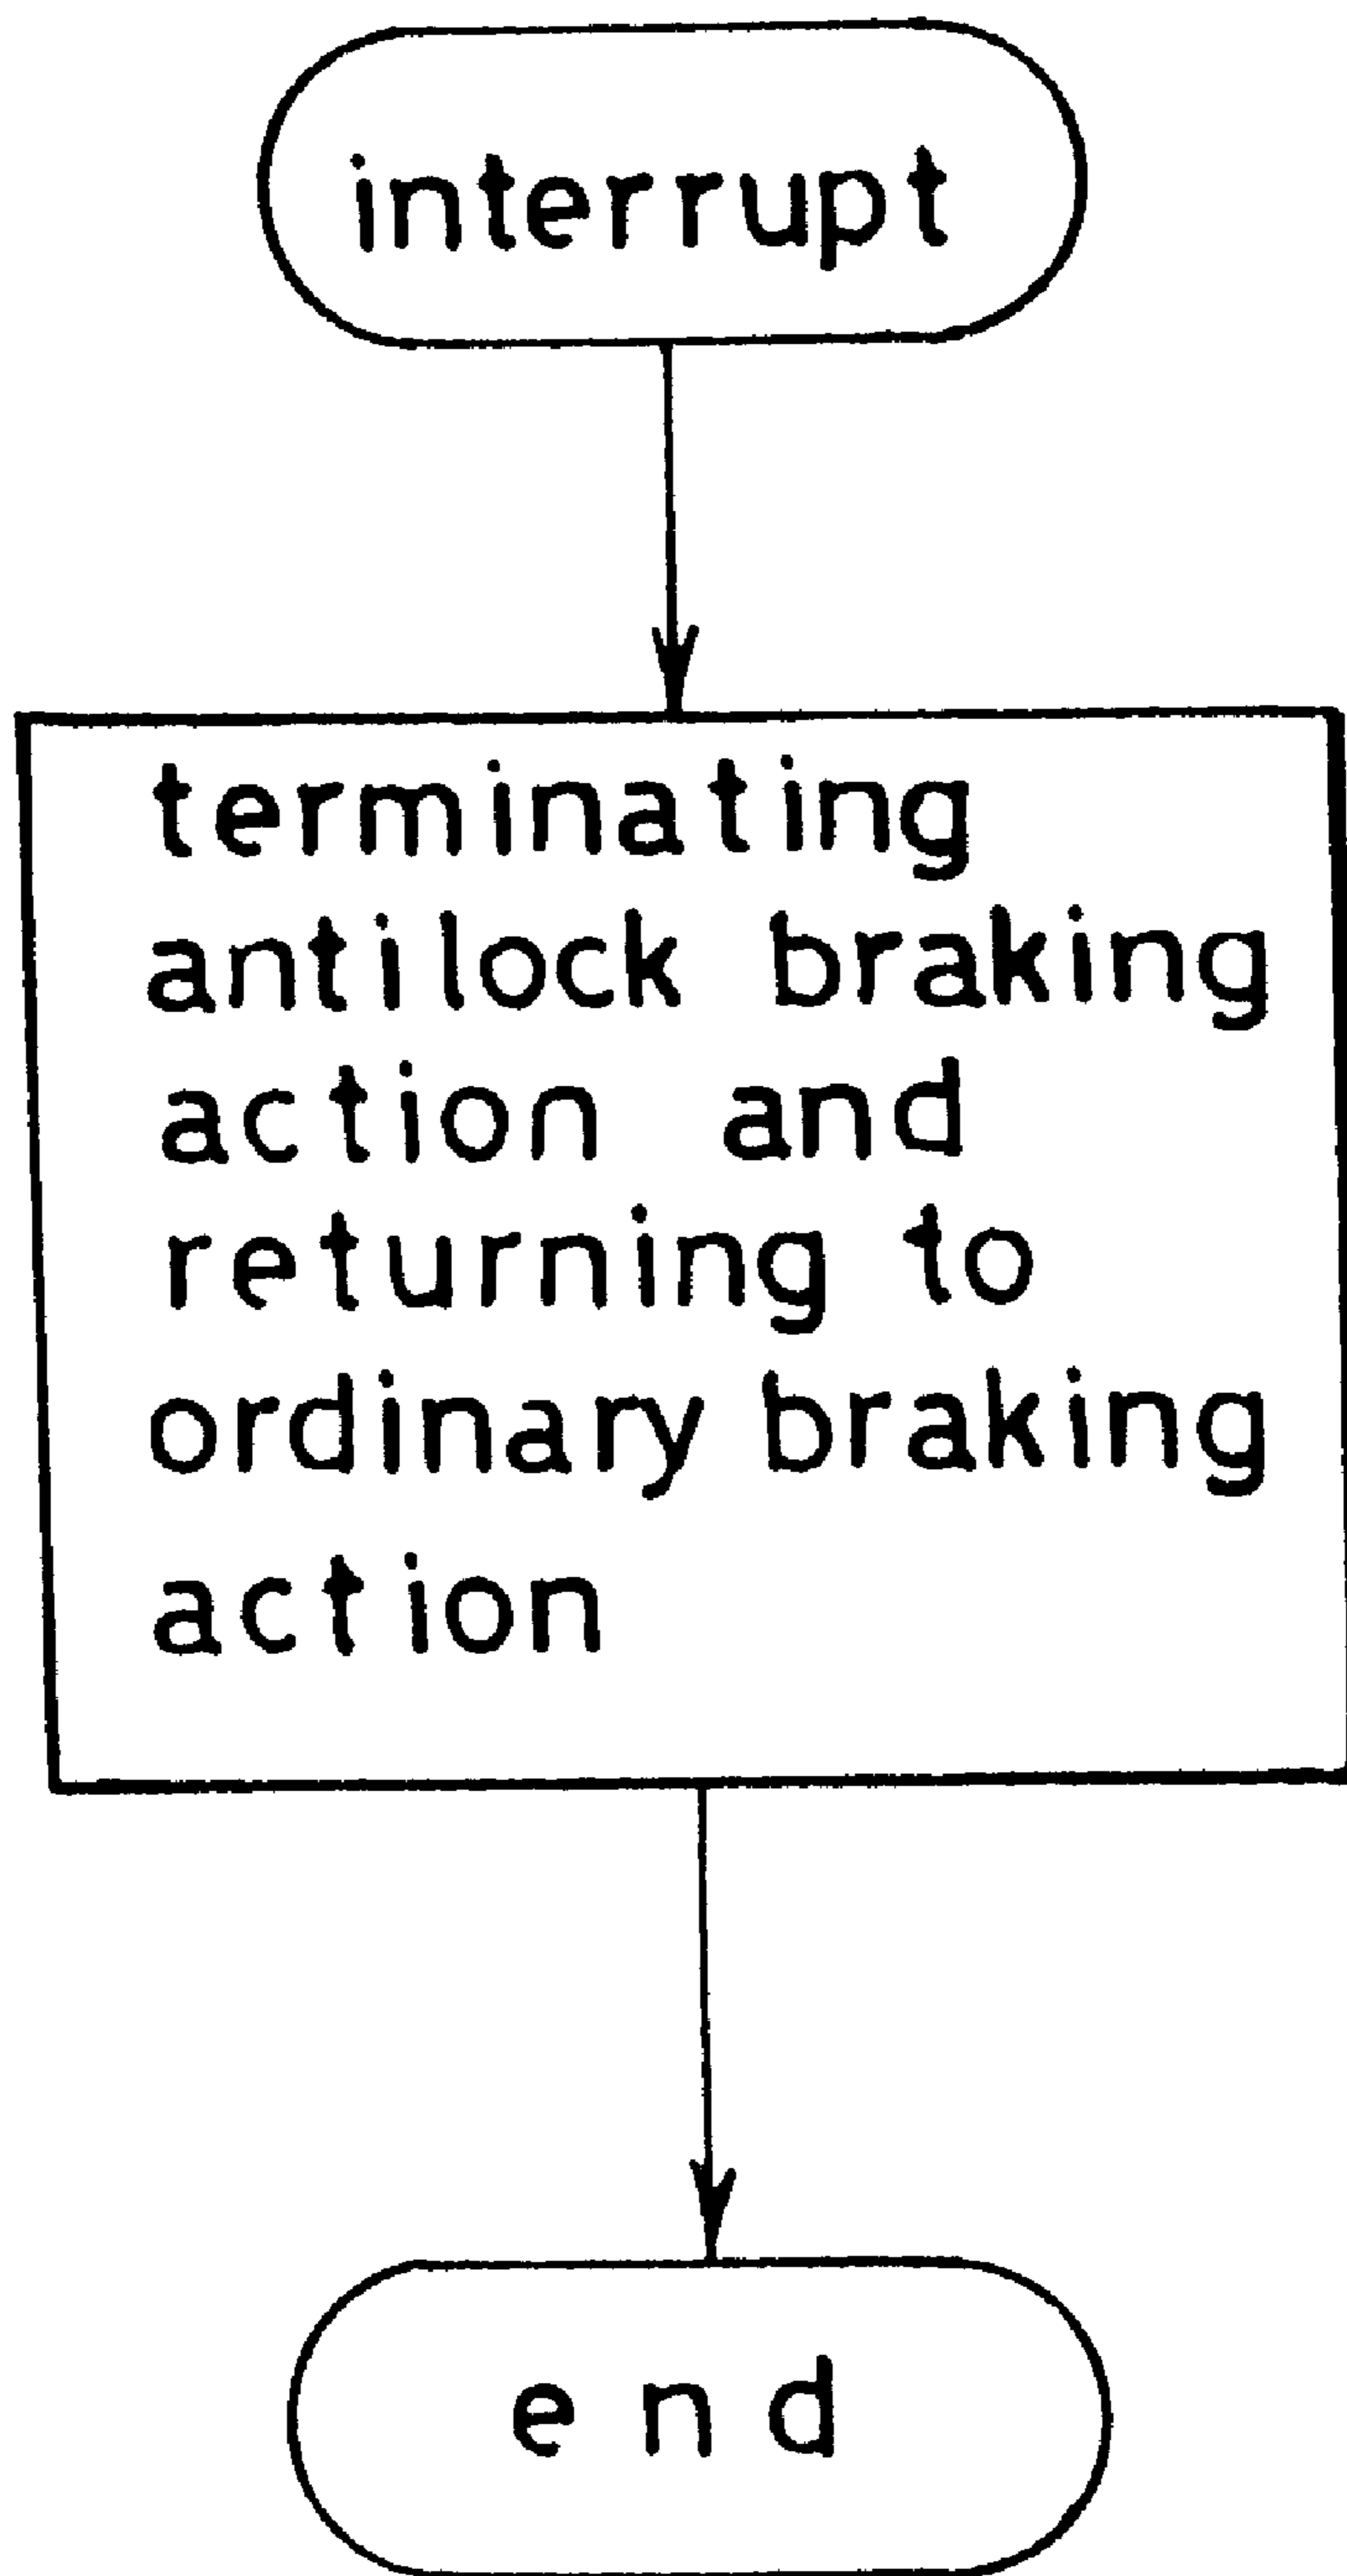 interrupt
terminating
antilock braking
action and
returning to
ordinary braking
action
end